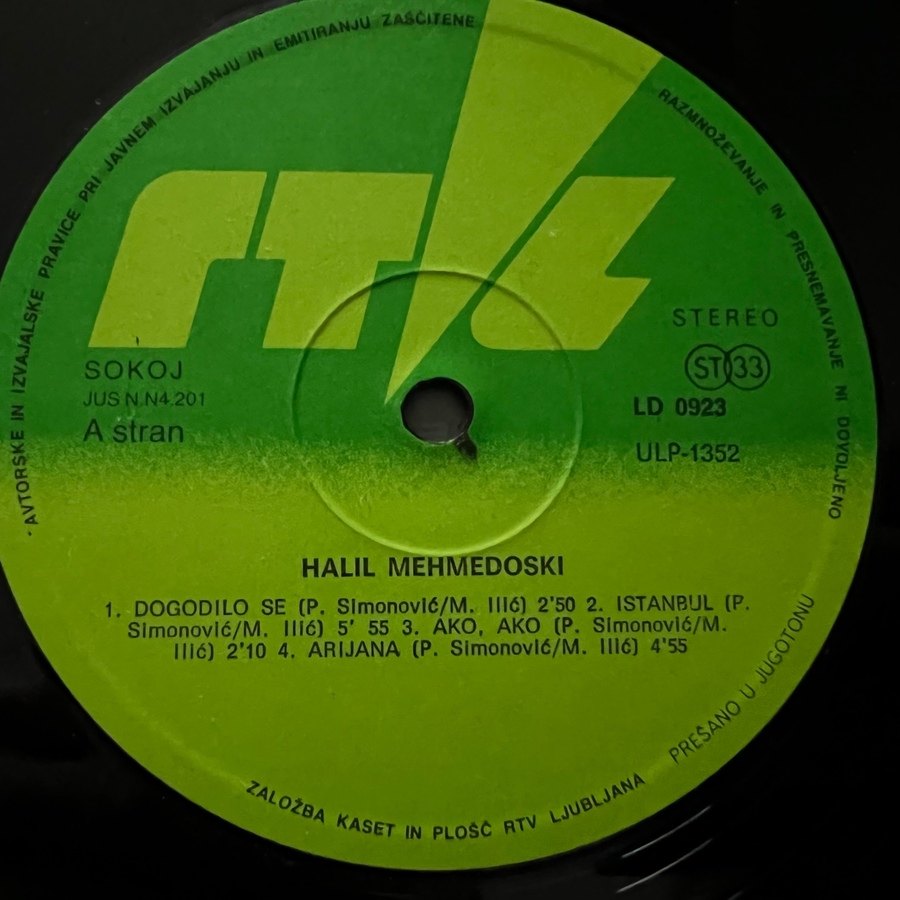 · AVTORSKE IN IZVAJALSKE PRAVICE PRI JAVNEM IZVAJANJU IN EMITIRANJU ZAŠČITENE
RAZMNOŽEVANJE IN PRESNEMAVANJE NI DOVOLJENO
rtl
STEREO
SOKOJ
ST 33
JUS N.N4.201
LD 0923
A stran
ULP-1352
HALIL MEHMEDOSKI
1. DOGODILO SE (P. Simonović/M. Ilić) 2'50 2. ISTANBUL (P.
Simonović/M. Ilić) 5' 55 3. AKO, AKO (P. Simonović/M.
Ilić) 2'10 4. ARIJANA (P. Simonović/M. Ilić) 4'55
ZALOŽBA KASET IN PLOŠČ RTV LJUBLJANA
PREŠANO U JUGOTONU